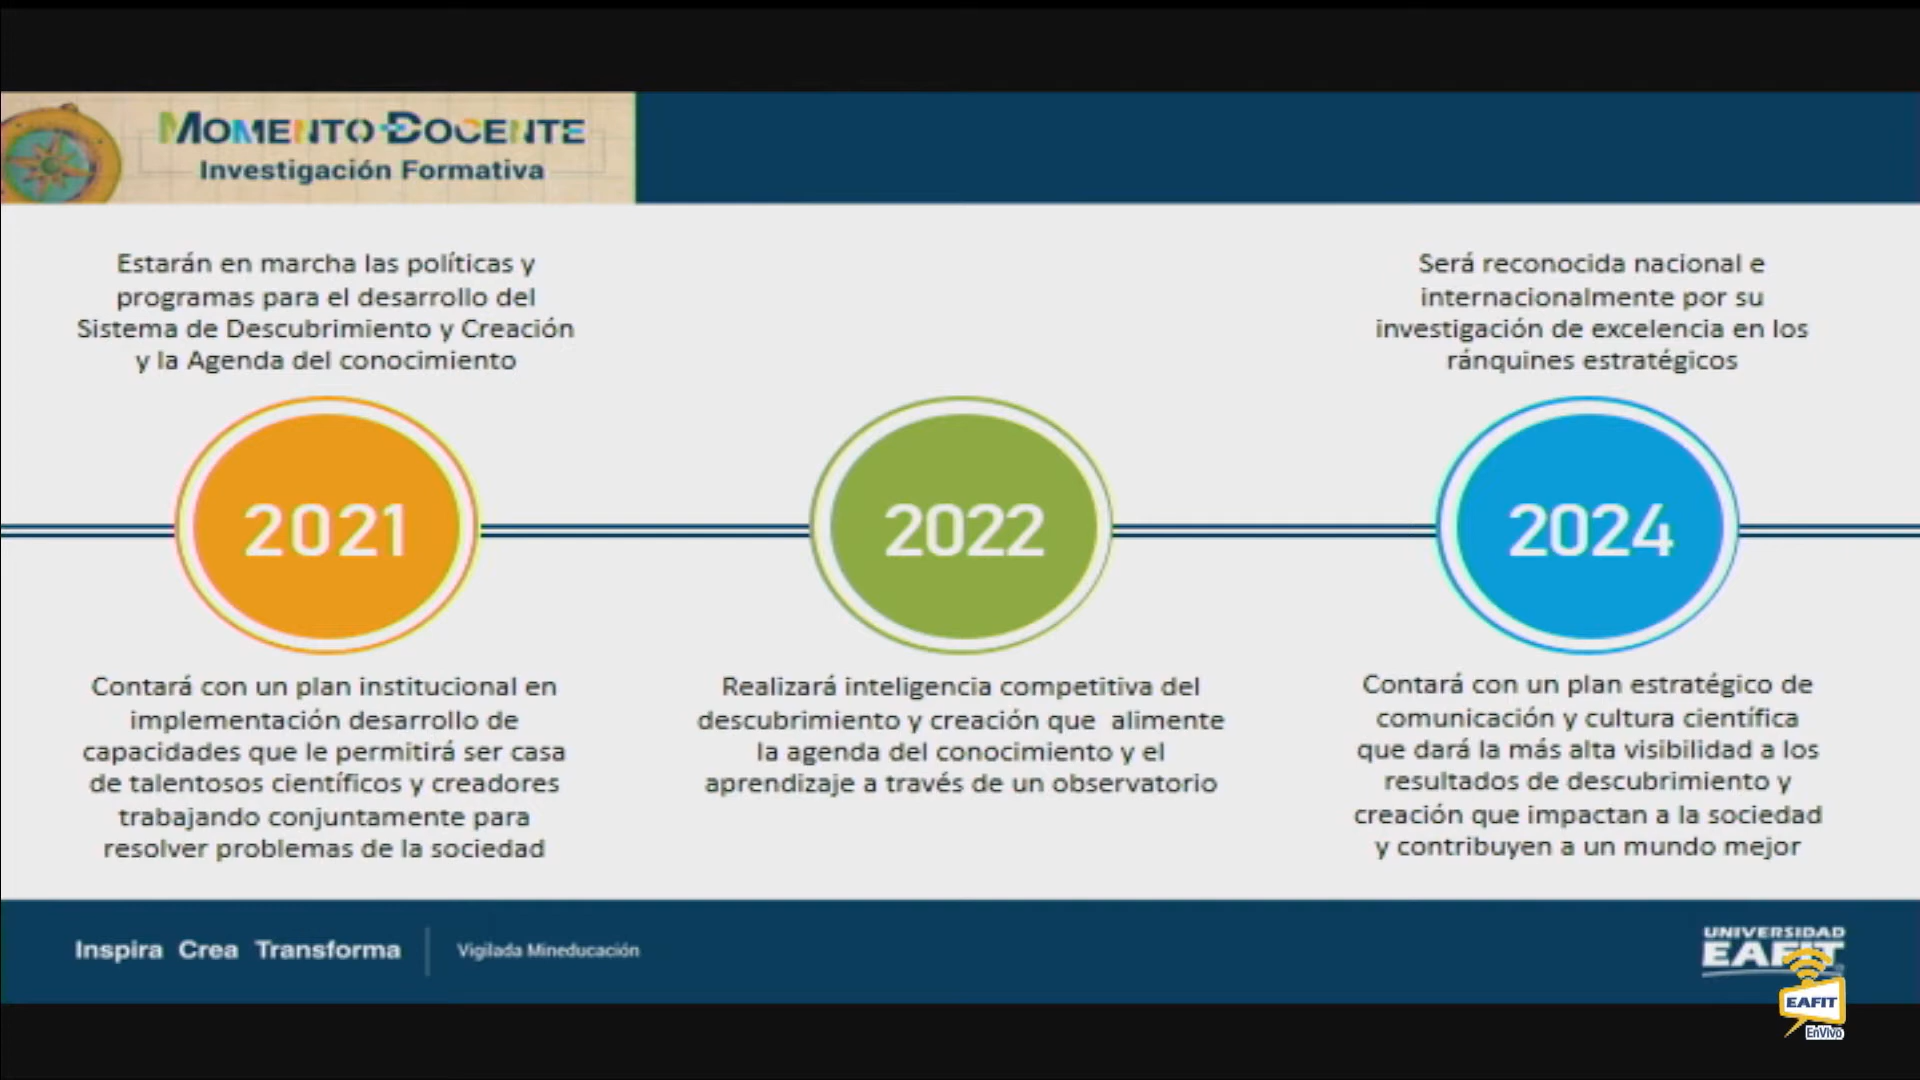 MOMENTO DOCENTE
Investigación Formativa
Estarán en marcha las políticas y
programas para el desarrollo del
Sistema de Descubrimiento y Creación
y la Agenda del conocimiento
Será reconocida nacional e
internacionalmente por su
investigación de excelencia en los
ránquines estratégicos
2021
2022
2024
Contará con un plan institucional en
implementación desarrollo de
capacidades que le permitirá ser casa
de talentosos científicos y creadores
trabajando conjuntamente para
resolver problemas de la sociedad
Realizará inteligencia competitiva del
descubrimiento y creación que alimente
la agenda del conocimiento y el
aprendizaje a través de un observatorio
Contará con un plan estratégico de
comunicación y cultura científica
que dará la más alta visibilidad a los
resultados de descubrimiento y
creación que impactan a la sociedad
y contribuyen a un mundo mejor
Inspira Crea Transforma
Vigilada Mineducación
UNIVERSIDAD
EAFIT
EAFIT
EnVivo